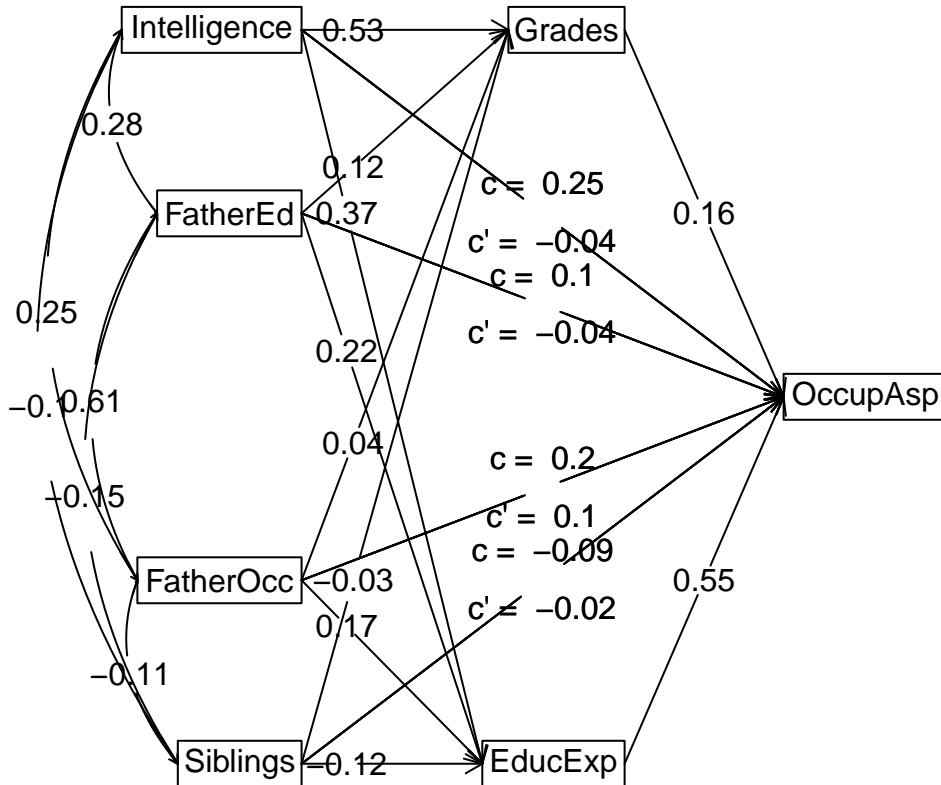 Intelligence
0.53
Grades
0.28
0.12
c = 0.25
FatherEd
0.37
0.16
c' = −0.04
c = 0.1
0.25
c' = −0.04
0.22
OccupAsp
0.61
0.04
c = 0.2
−0.15
c' = 0.1
c = −0.09
FatherOcc
−0.03
0.55
c' = −0.02
0.17
−0.11
Siblings
−0.12
EducExp